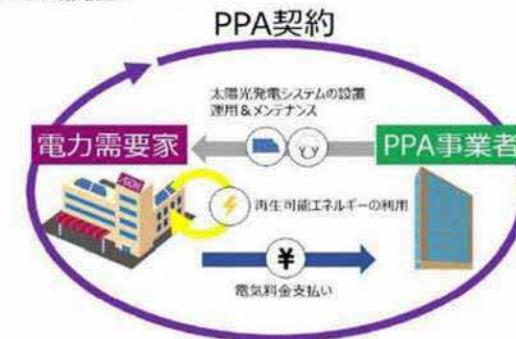 PPA契約
太陽光発電システムの設置
運用&メンテナンス
電力需要家
PPA事業者
AEON
再生可能エネルギーの利用
¥
電気料金支払い